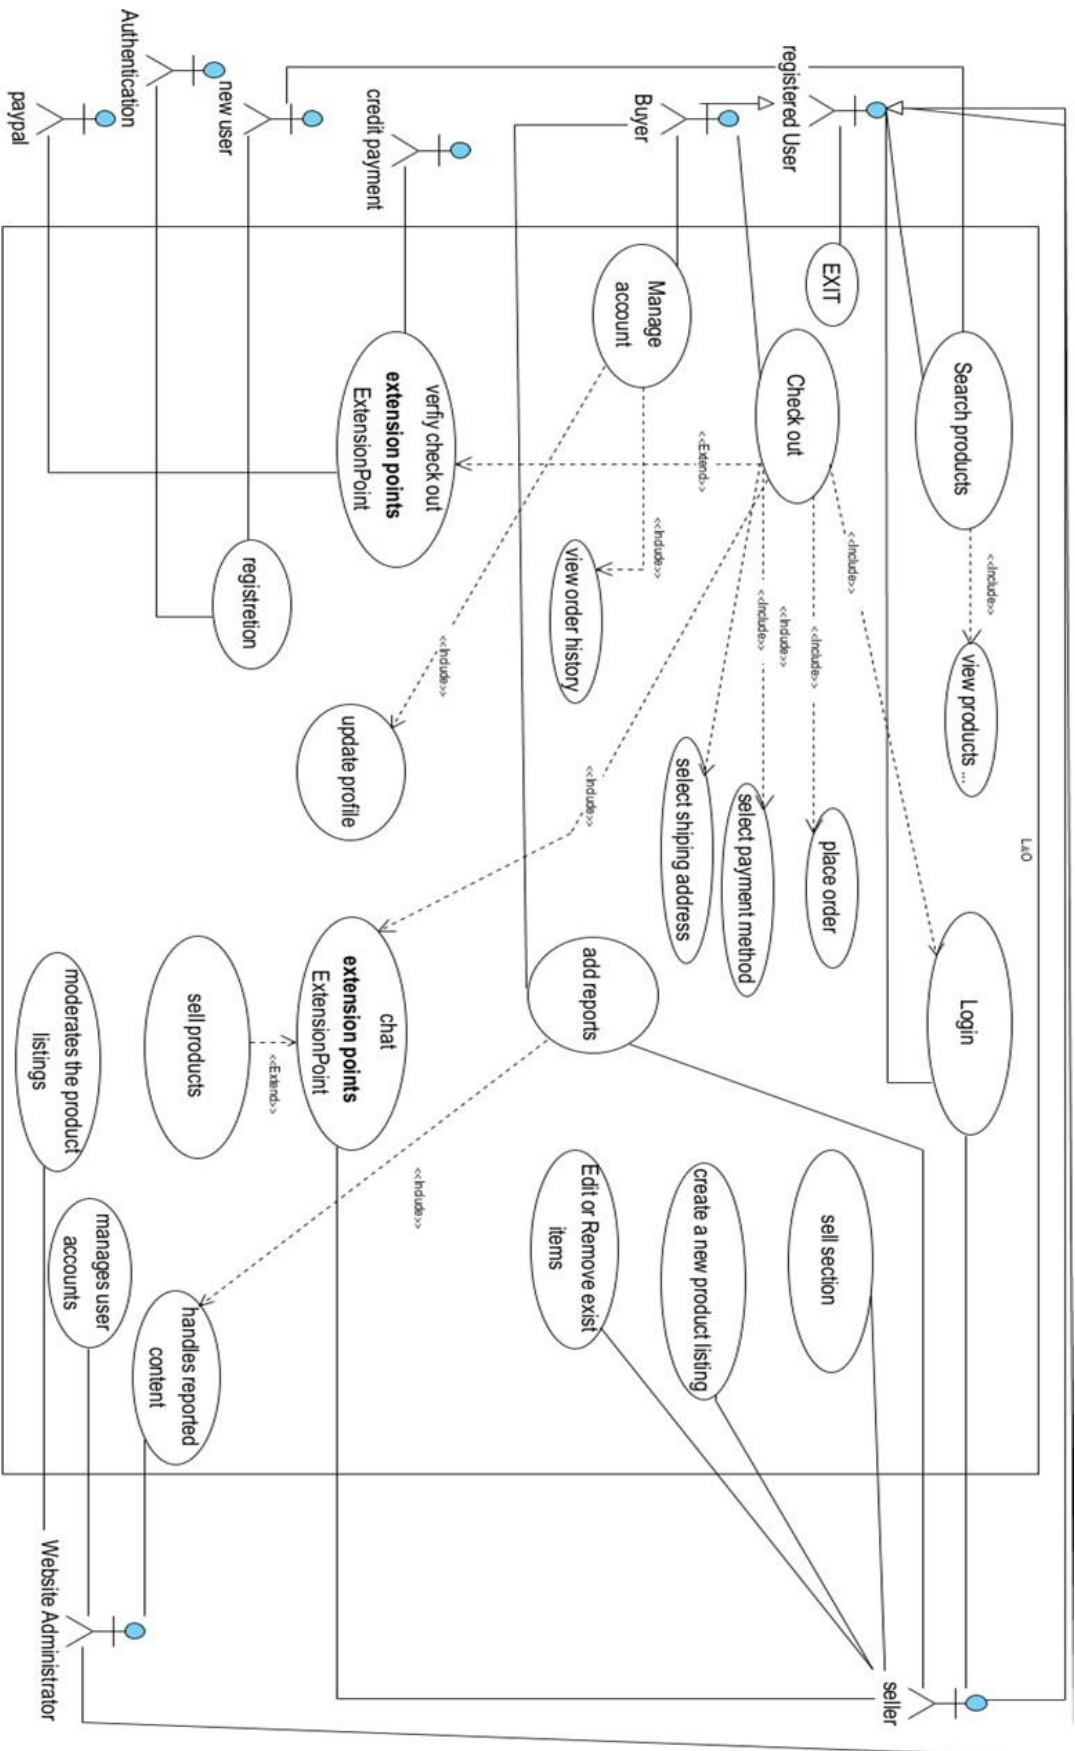 L&O
registered User
Buyer
credit payment
new user
Authentication
paypal
Search products
<<Include>>
view products ...
EXIT
Check out
<<Include>>
<<Include>>
<<Include>>
<<Include>>
<<Extend>>
Login
place order
select payment method
select shiping address
Manage
account
<<Include>>
view order history
<<Include>>
update profile
verfiy check out
extension points
ExtensionPoint
registretion
<<Include>>
add reports
chat
extension points
ExtensionPoint
<<Extend>>
sell products
<<Include>>
sell section
create a new product listing
Edit or Remove exist
items
moderates the product
listings
manages user
accounts
handles reported
content
seller
Website Administrator